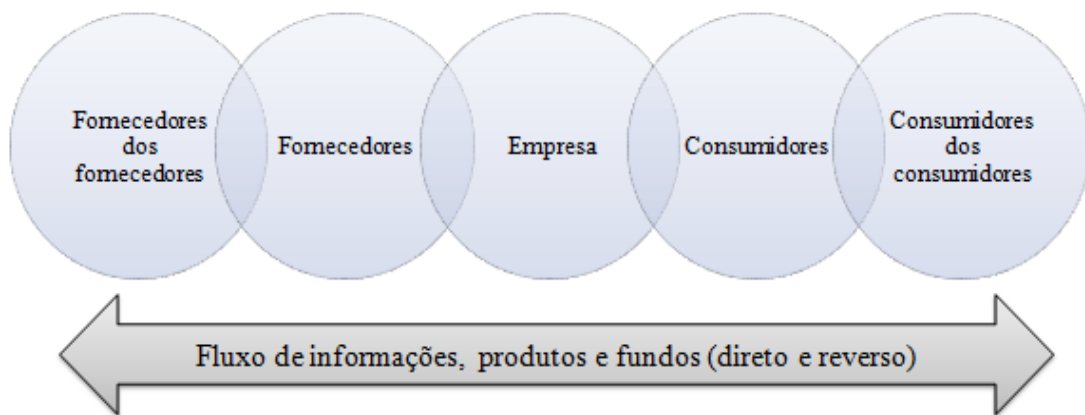 Fornecedores
dos
fornecedores
Fornecedores
Empresa
Consumidores
Consumidores
dos
consumidores
Fluxo de informações, produtos e fundos (direto e reverso)